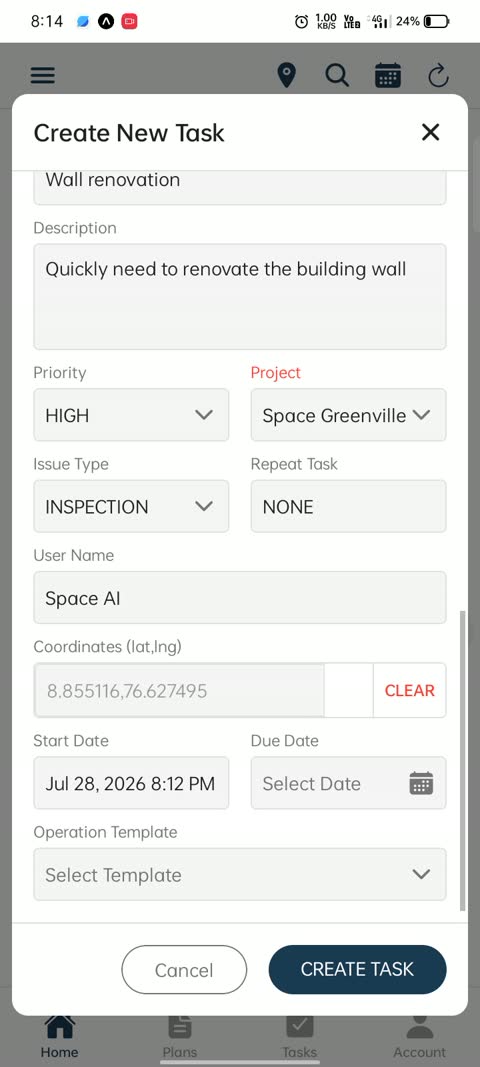 8:14
1.00
KB/S
Vo
LTE2
4G
24%
Create New Task
Wall renovation
Description
Quickly need to renovate the building wall
Priority
Project
HIGH
Space Greenville
Issue Type
Repeat Task
INSPECTION
NONE
User Name
Space AI
Coordinates (lat,lng)
8.855116,76.627495
CLEAR
Start Date
Due Date
Jul 28, 2026 8:12 PM
Select Date
Operation Template
Select Template
Cancel
CREATE TASK
Home
Plans
Tasks
Account